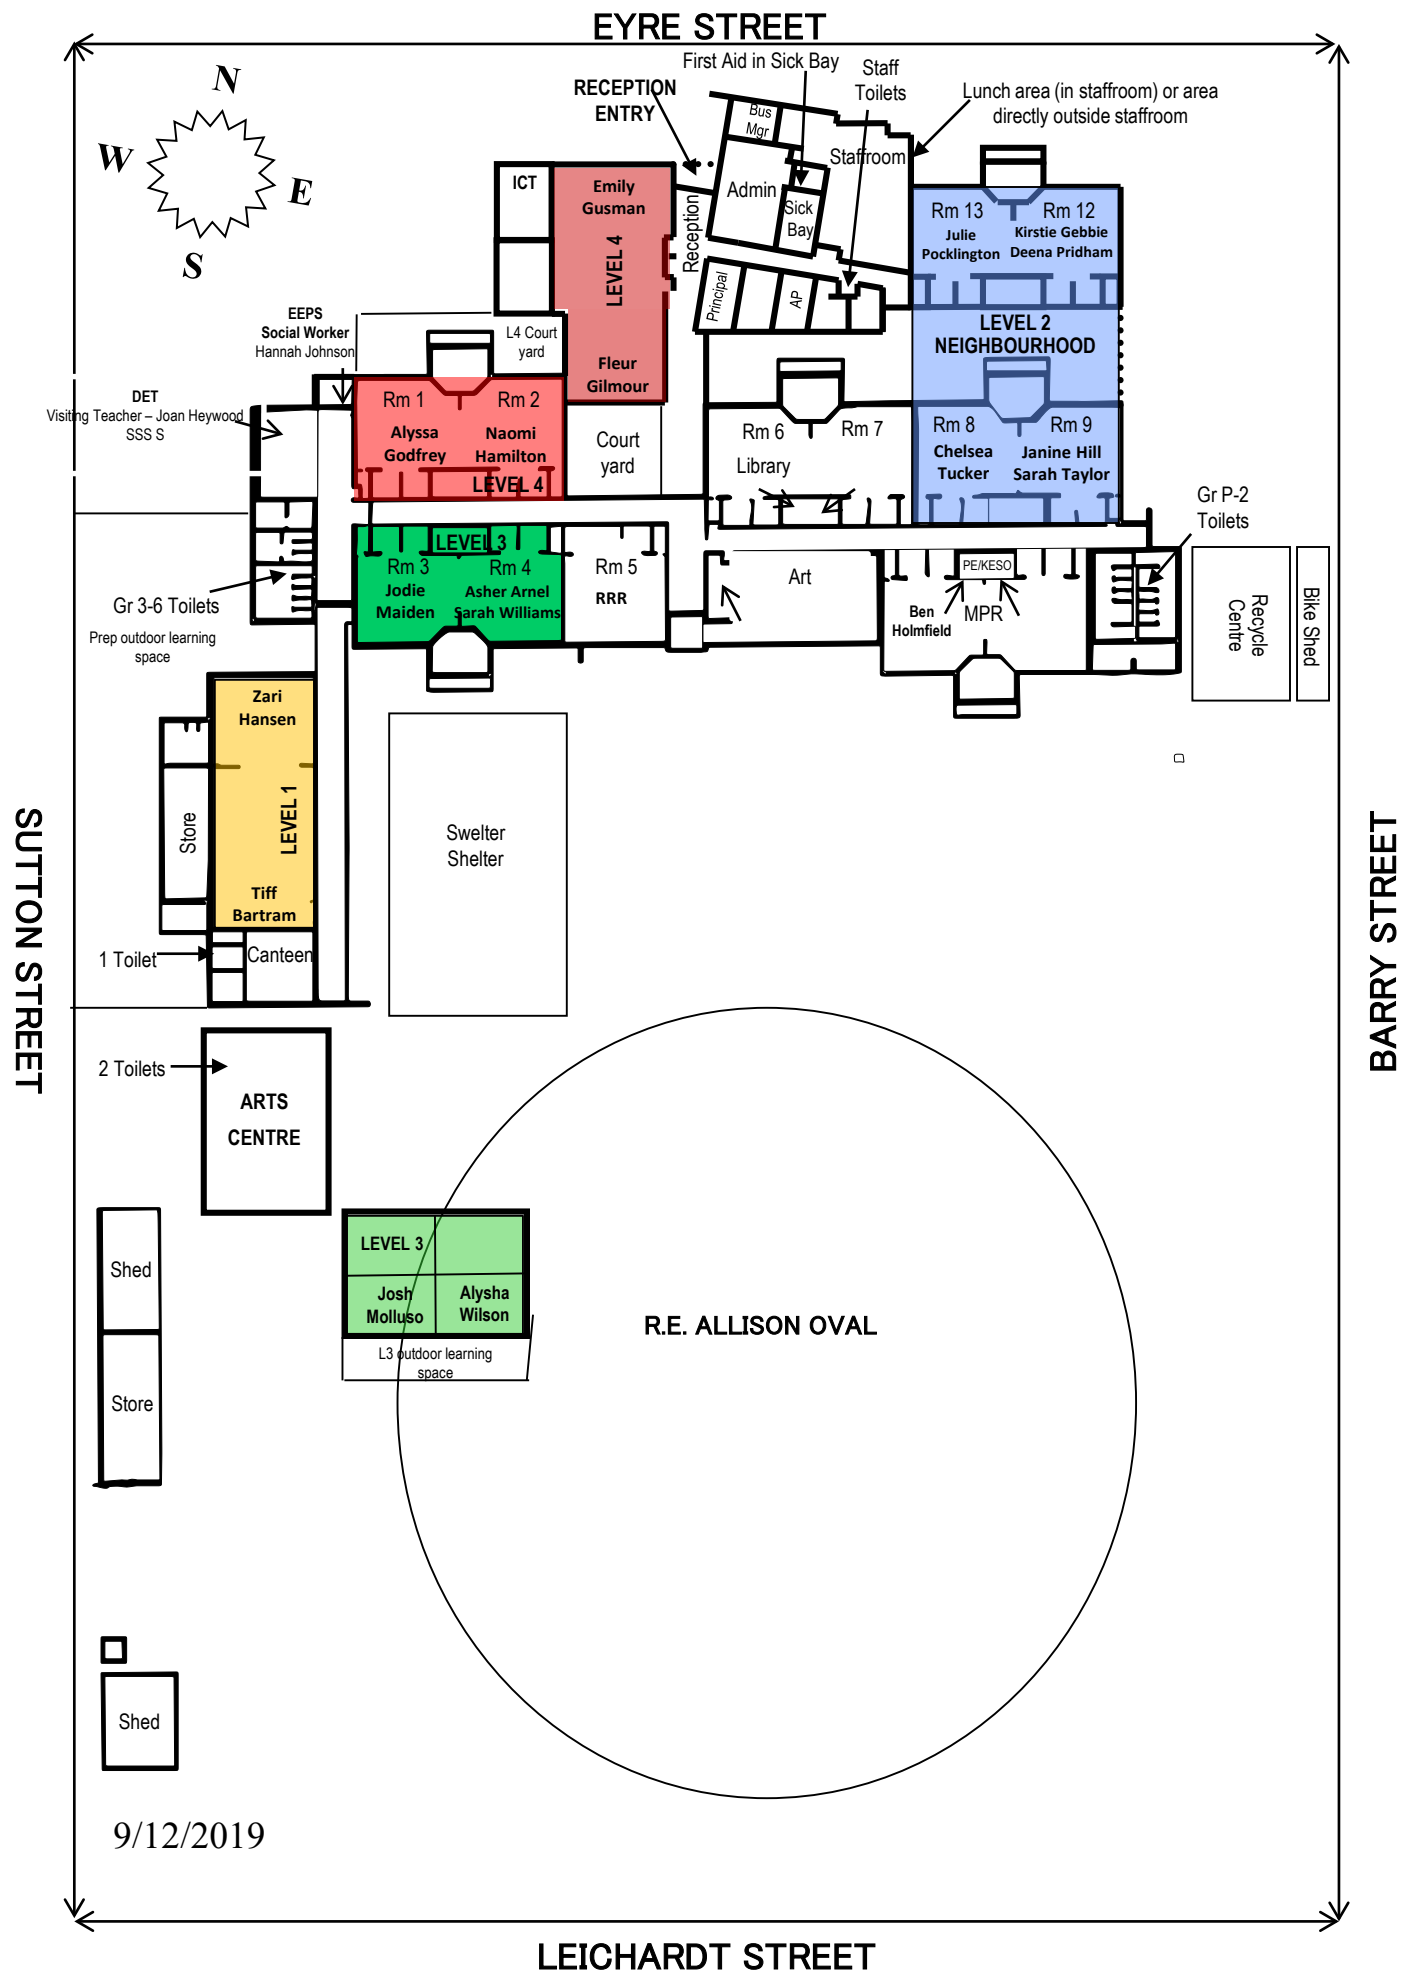 EYRE STREET
N
W
E
S
First Aid in Sick Bay
Staff
Toilets
RECEPTION
ENTRY
Lunch area (in staffroom) or area
directly outside staffroom
Bus
Mgr
Staffroom
Admin
Sick
Bay
Reception
ICT
Emily
Gusman
LEVEL 4
Fleur
Gilmour
Principal
AP
Rm 13
Julie
Pocklington
Rm 12
Kirstie Gebbie
Deena Pridham
LEVEL 2
NEIGHBOURHOOD
EEPS
Social Worker
Hannah Johnson
L4 Court
yard
DET
Visiting Teacher – Joan Heywood
SSS S
Rm 1
Alyssa
Godfrey
Rm 2
Naomi
Hamilton
LEVEL 4
Court
yard
Rm 6
Rm 7
Library
Rm 8
Chelsea
Tucker
Rm 9
Janine Hill
Sarah Taylor
Gr P-2
Toilets
LEVEL 3
Rm 3
Jodie
Maiden
Rm 4
Asher Arnel
Sarah Williams
Rm 5
RRR
Art
PE/KESO
Ben
Holmfield
MPR
Recycle
Centre
Bike Shed
Gr 3-6 Toilets
Prep outdoor learning
space
Zari
Hansen
LEVEL 1
Store
Tiff
Bartram
1 Toilet
Canteen
Swelter
Shelter
SUTTON STREET
BARRY STREET
2 Toilets
ARTS
CENTRE
Shed
Store
LEVEL 3
Josh
Molluso
Alysha
Wilson
L3 outdoor learning
space
R.E. ALLISON OVAL
Shed
9/12/2019
LEICHARDT STREET